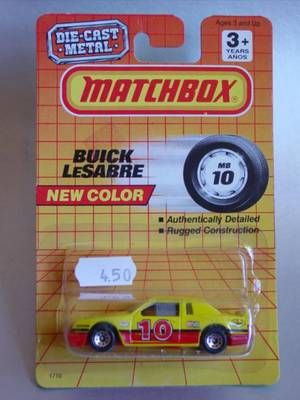 DIE-CAST
METAL
Ages 3 and Up
3+
YEARS
AÑOS
MATCHBOX
BUICK
LeSABRE
MB
10
NEW COLOR
Authentically Detailed
Rugged Construction
4.50
10